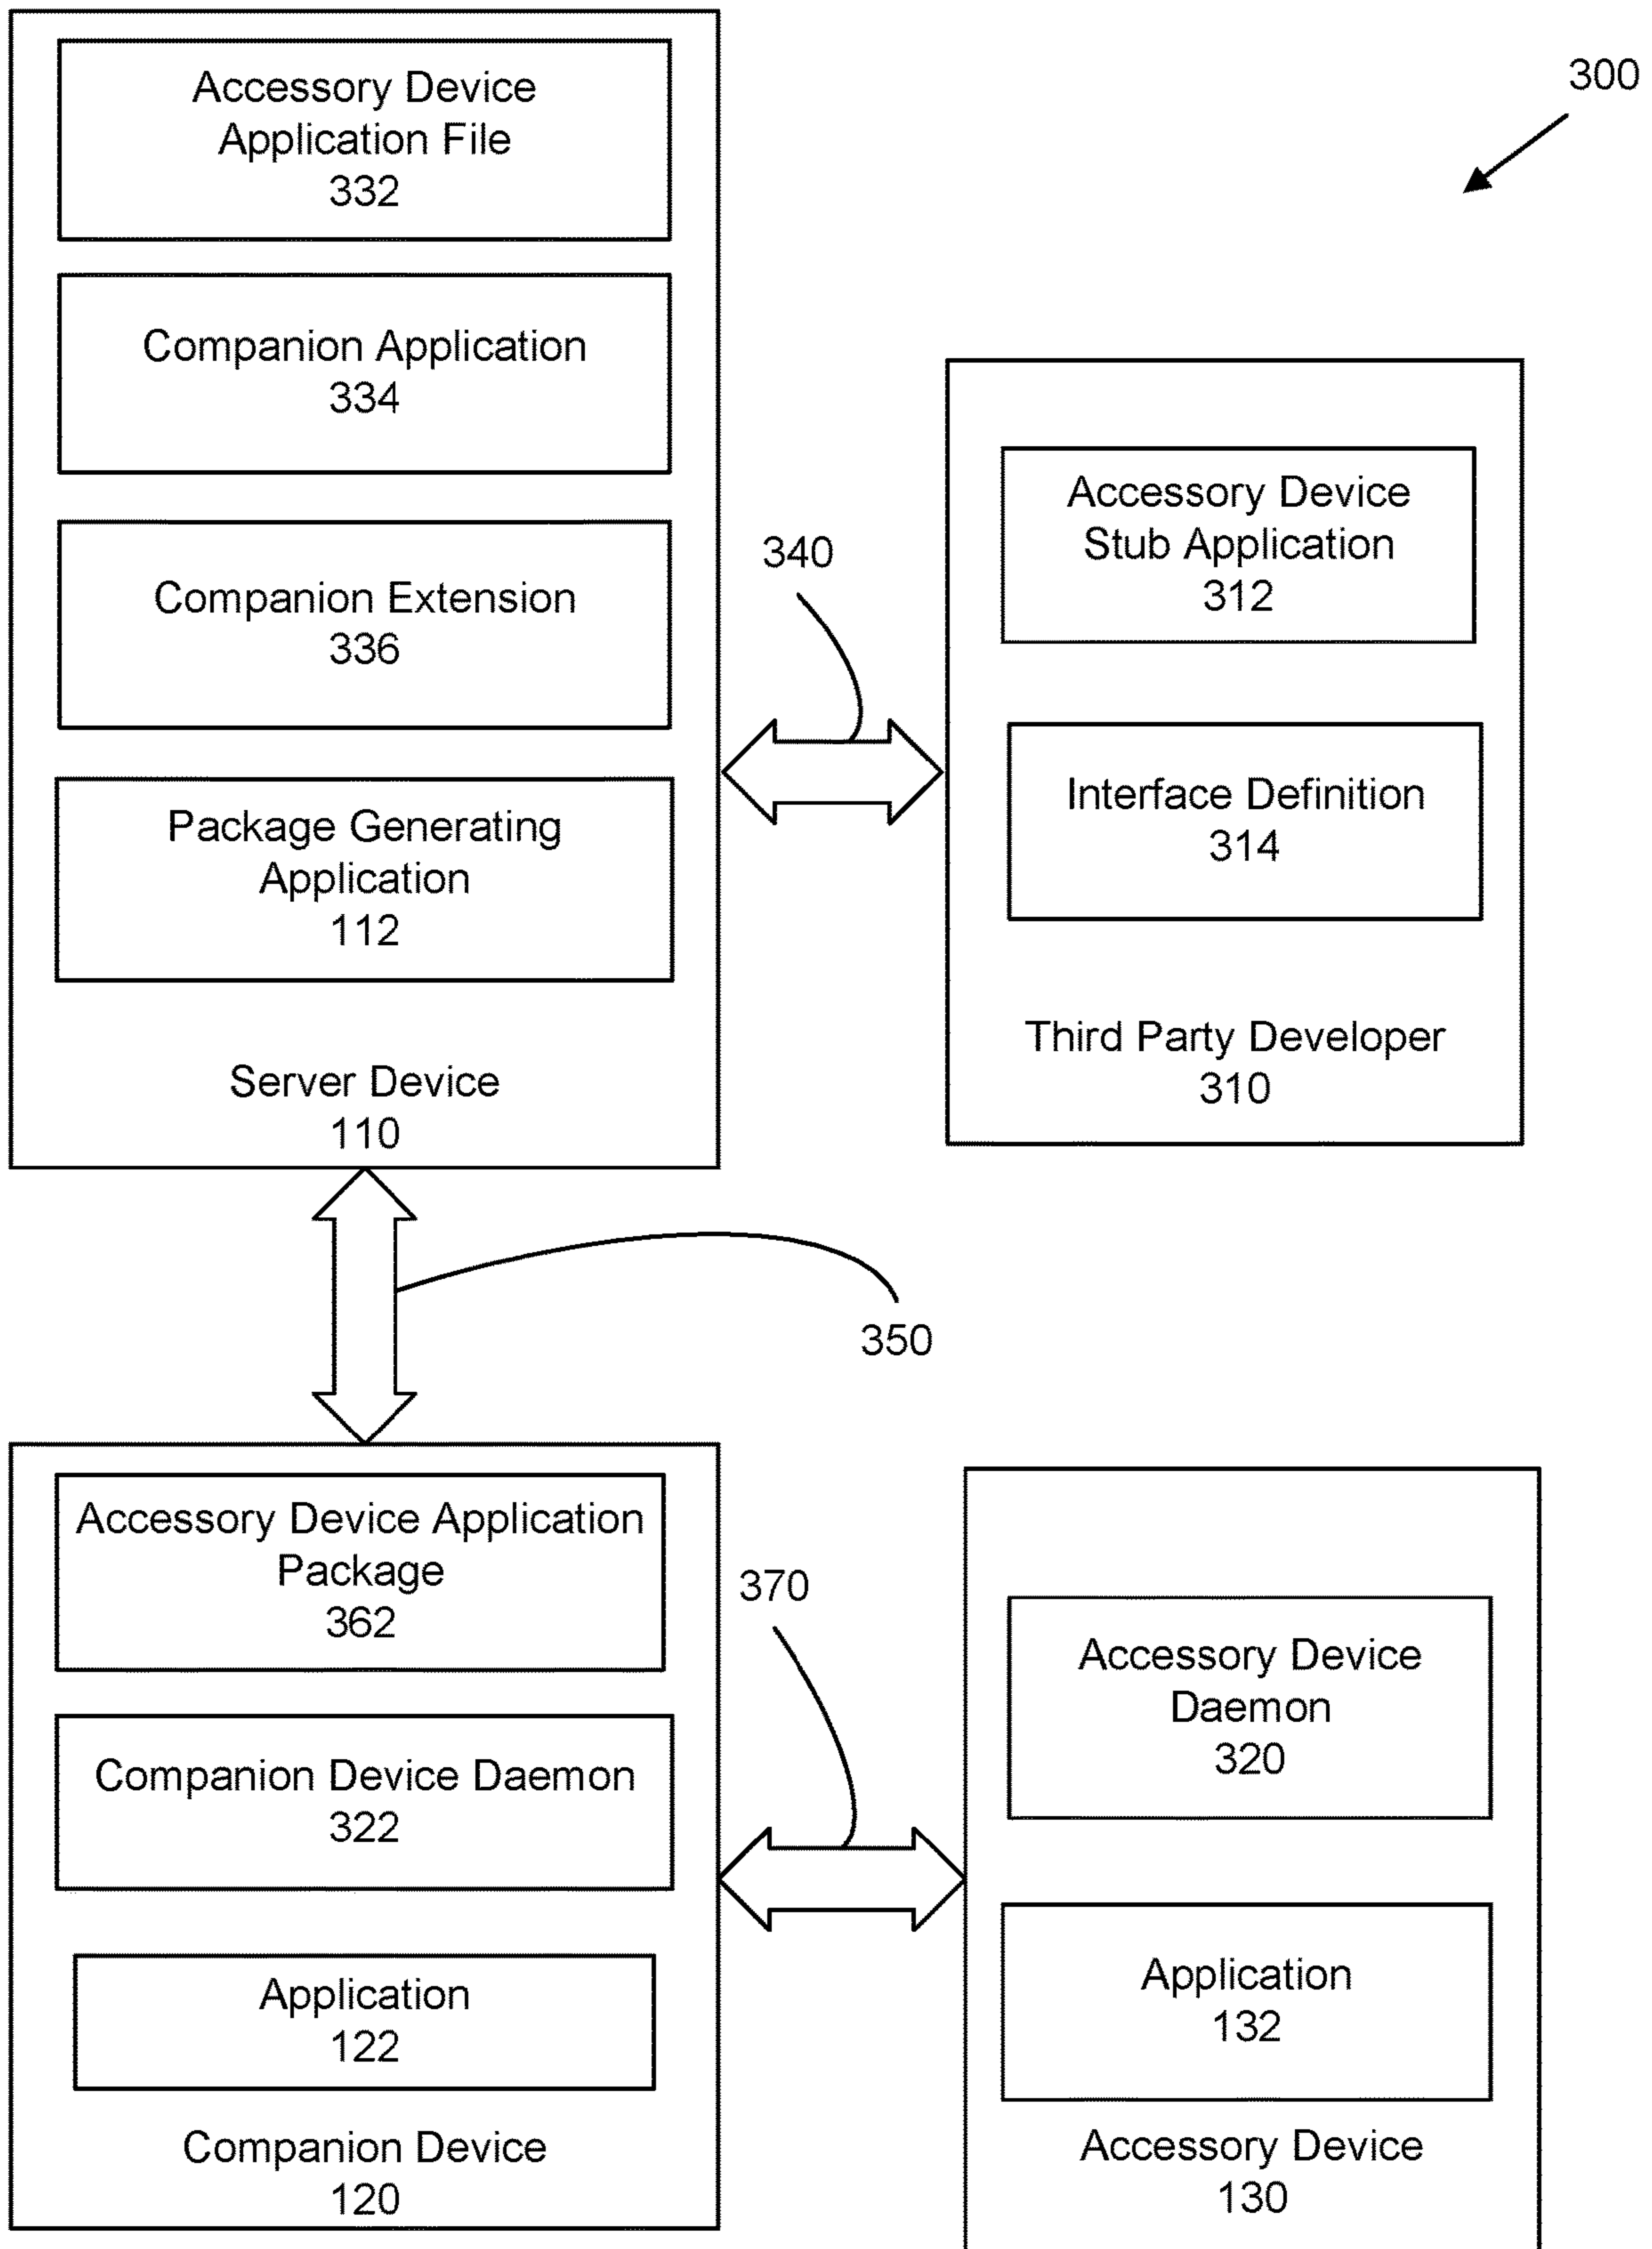 300
Accessory Device
Application File
332
Companion Application
334
Companion Extension
336
Package Generating
Application
112
Server Device
110
340
Accessory Device
Stub Application
312
Interface Definition
314
Third Party Developer
310
350
Accessory Device Application
Package
362
Companion Device Daemon
322
Application
122
Companion Device
120
370
Accessory Device
Daemon
320
Application
132
Accessory Device
130